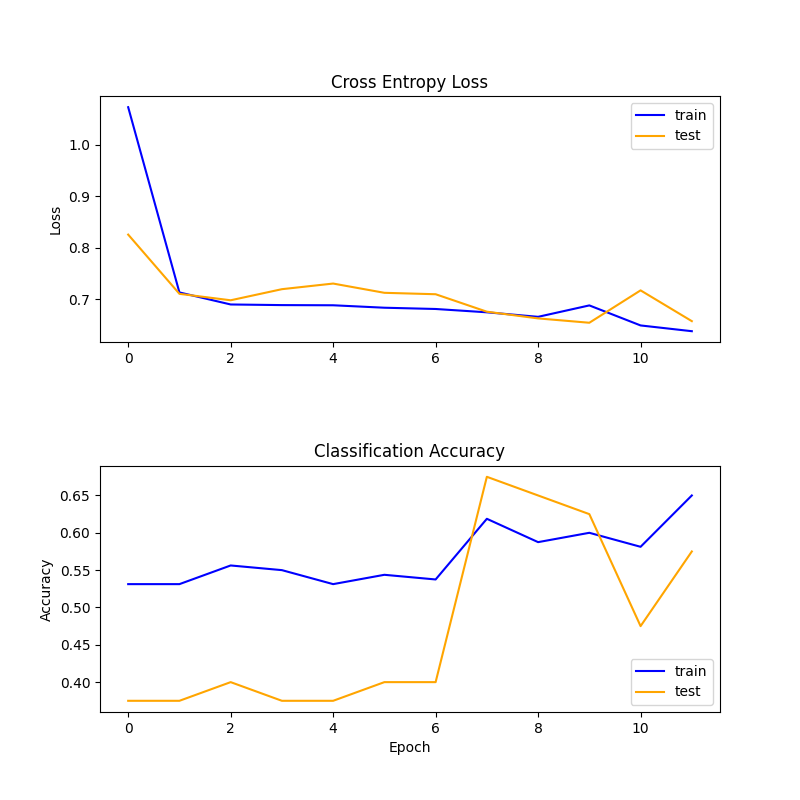 Cross Entropy Loss
train
test
1.0
0.9
0.8
0.7
Loss
0 2 4 6 8 10
Classification Accuracy
0.65
0.60
0.55
0.50
0.45
0.40
Accuracy
train
test
0 2 4 6 8 10
Epoch